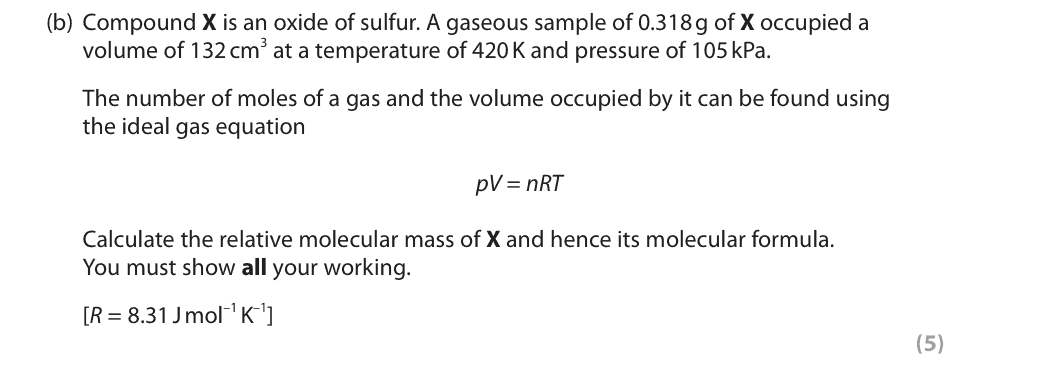 (b) Compound X is an oxide of sulfur. A gaseous sample of 0.318 g of X occupied a
volume of 132 cm³ at a temperature of 420 K and pressure of 105 kPa.
The number of moles of a gas and the volume occupied by it can be found using
the ideal gas equation
pV = nRT
Calculate the relative molecular mass of X and hence its molecular formula.
You must show all your working.
[R = 8.31 J mol⁻¹ K⁻¹]
(5)